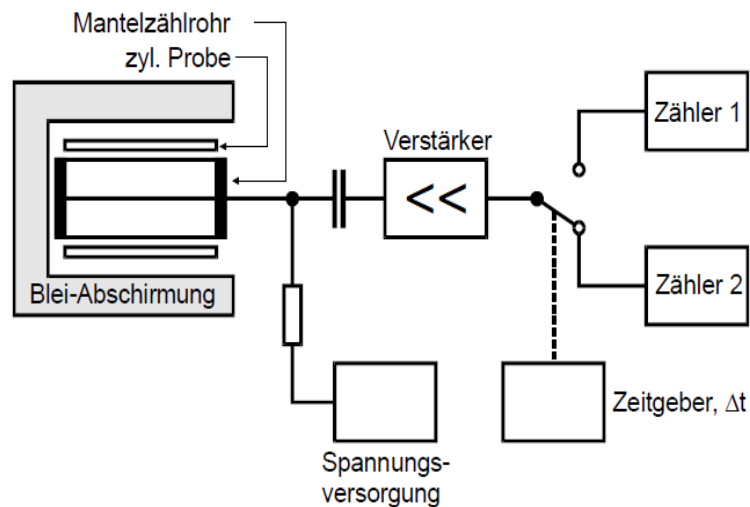 Mantelzählrohr
zyl. Probe
Zähler 1
Verstärker
<<
Blei-Abschirmung
Zähler 2
Zeitgeber, Δt
Spannungs-
versorgung